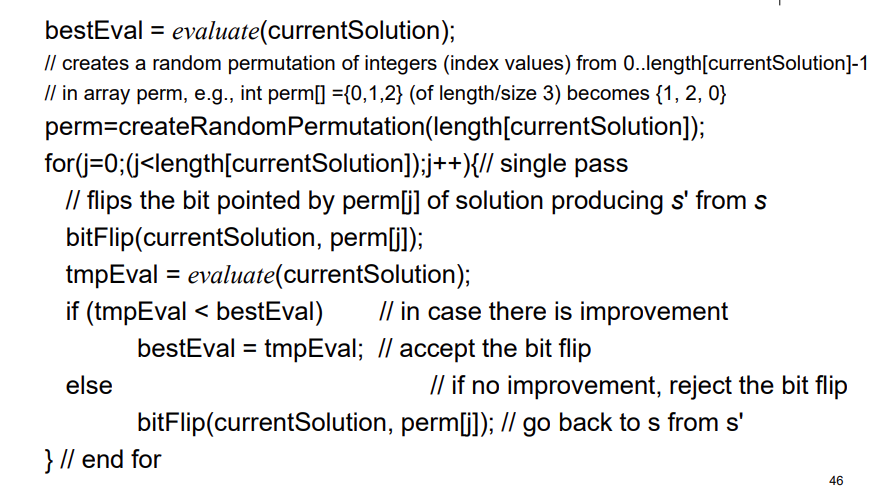 bestEval = evaluate(currentSolution);
// creates a random permutation of integers (index values) from 0..length[currentSolution]-1
// in array perm, e.g., int perm[] ={0,1,2} (of length/size 3) becomes {1, 2, 0}
perm=createRandomPermutation(length[currentSolution]);
for(j=0;(j<length[currentSolution]);j++){// single pass
// flips the bit pointed by perm[j] of solution producing s' from s
bitFlip(currentSolution, perm[j]);
tmpEval = evaluate(currentSolution);
if (tmpEval < bestEval) // in case there is improvement
bestEval = tmpEval; // accept the bit flip
else // if no improvement, reject the bit flip
bitFlip(currentSolution, perm[j]); // go back to s from s'
} // end for
46